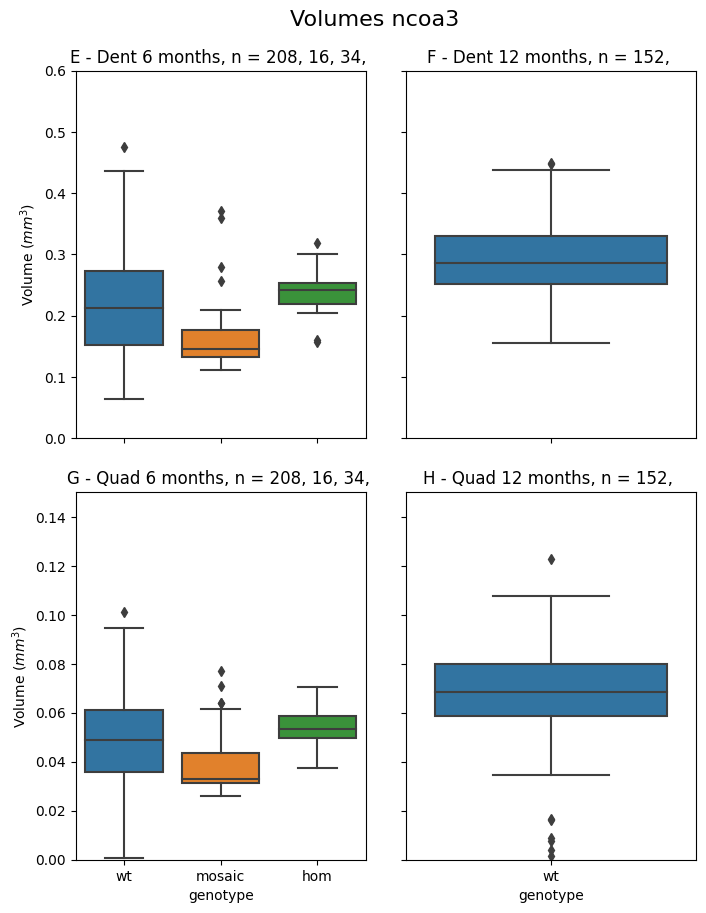 Volumes ncoa3
E - Dent 6 months, n = 208, 16, 34,
F - Dent 12 months, n = 152,
0.6
0.5
0.4
0.3
0.2
0.1
0.0
Volume (mm³)
G - Quad 6 months, n = 208, 16, 34,
H - Quad 12 months, n = 152,
0.14
0.12
0.10
0.08
0.06
0.04
0.02
0.00
Volume (mm³)
wt mosaic hom
genotype
wt
genotype